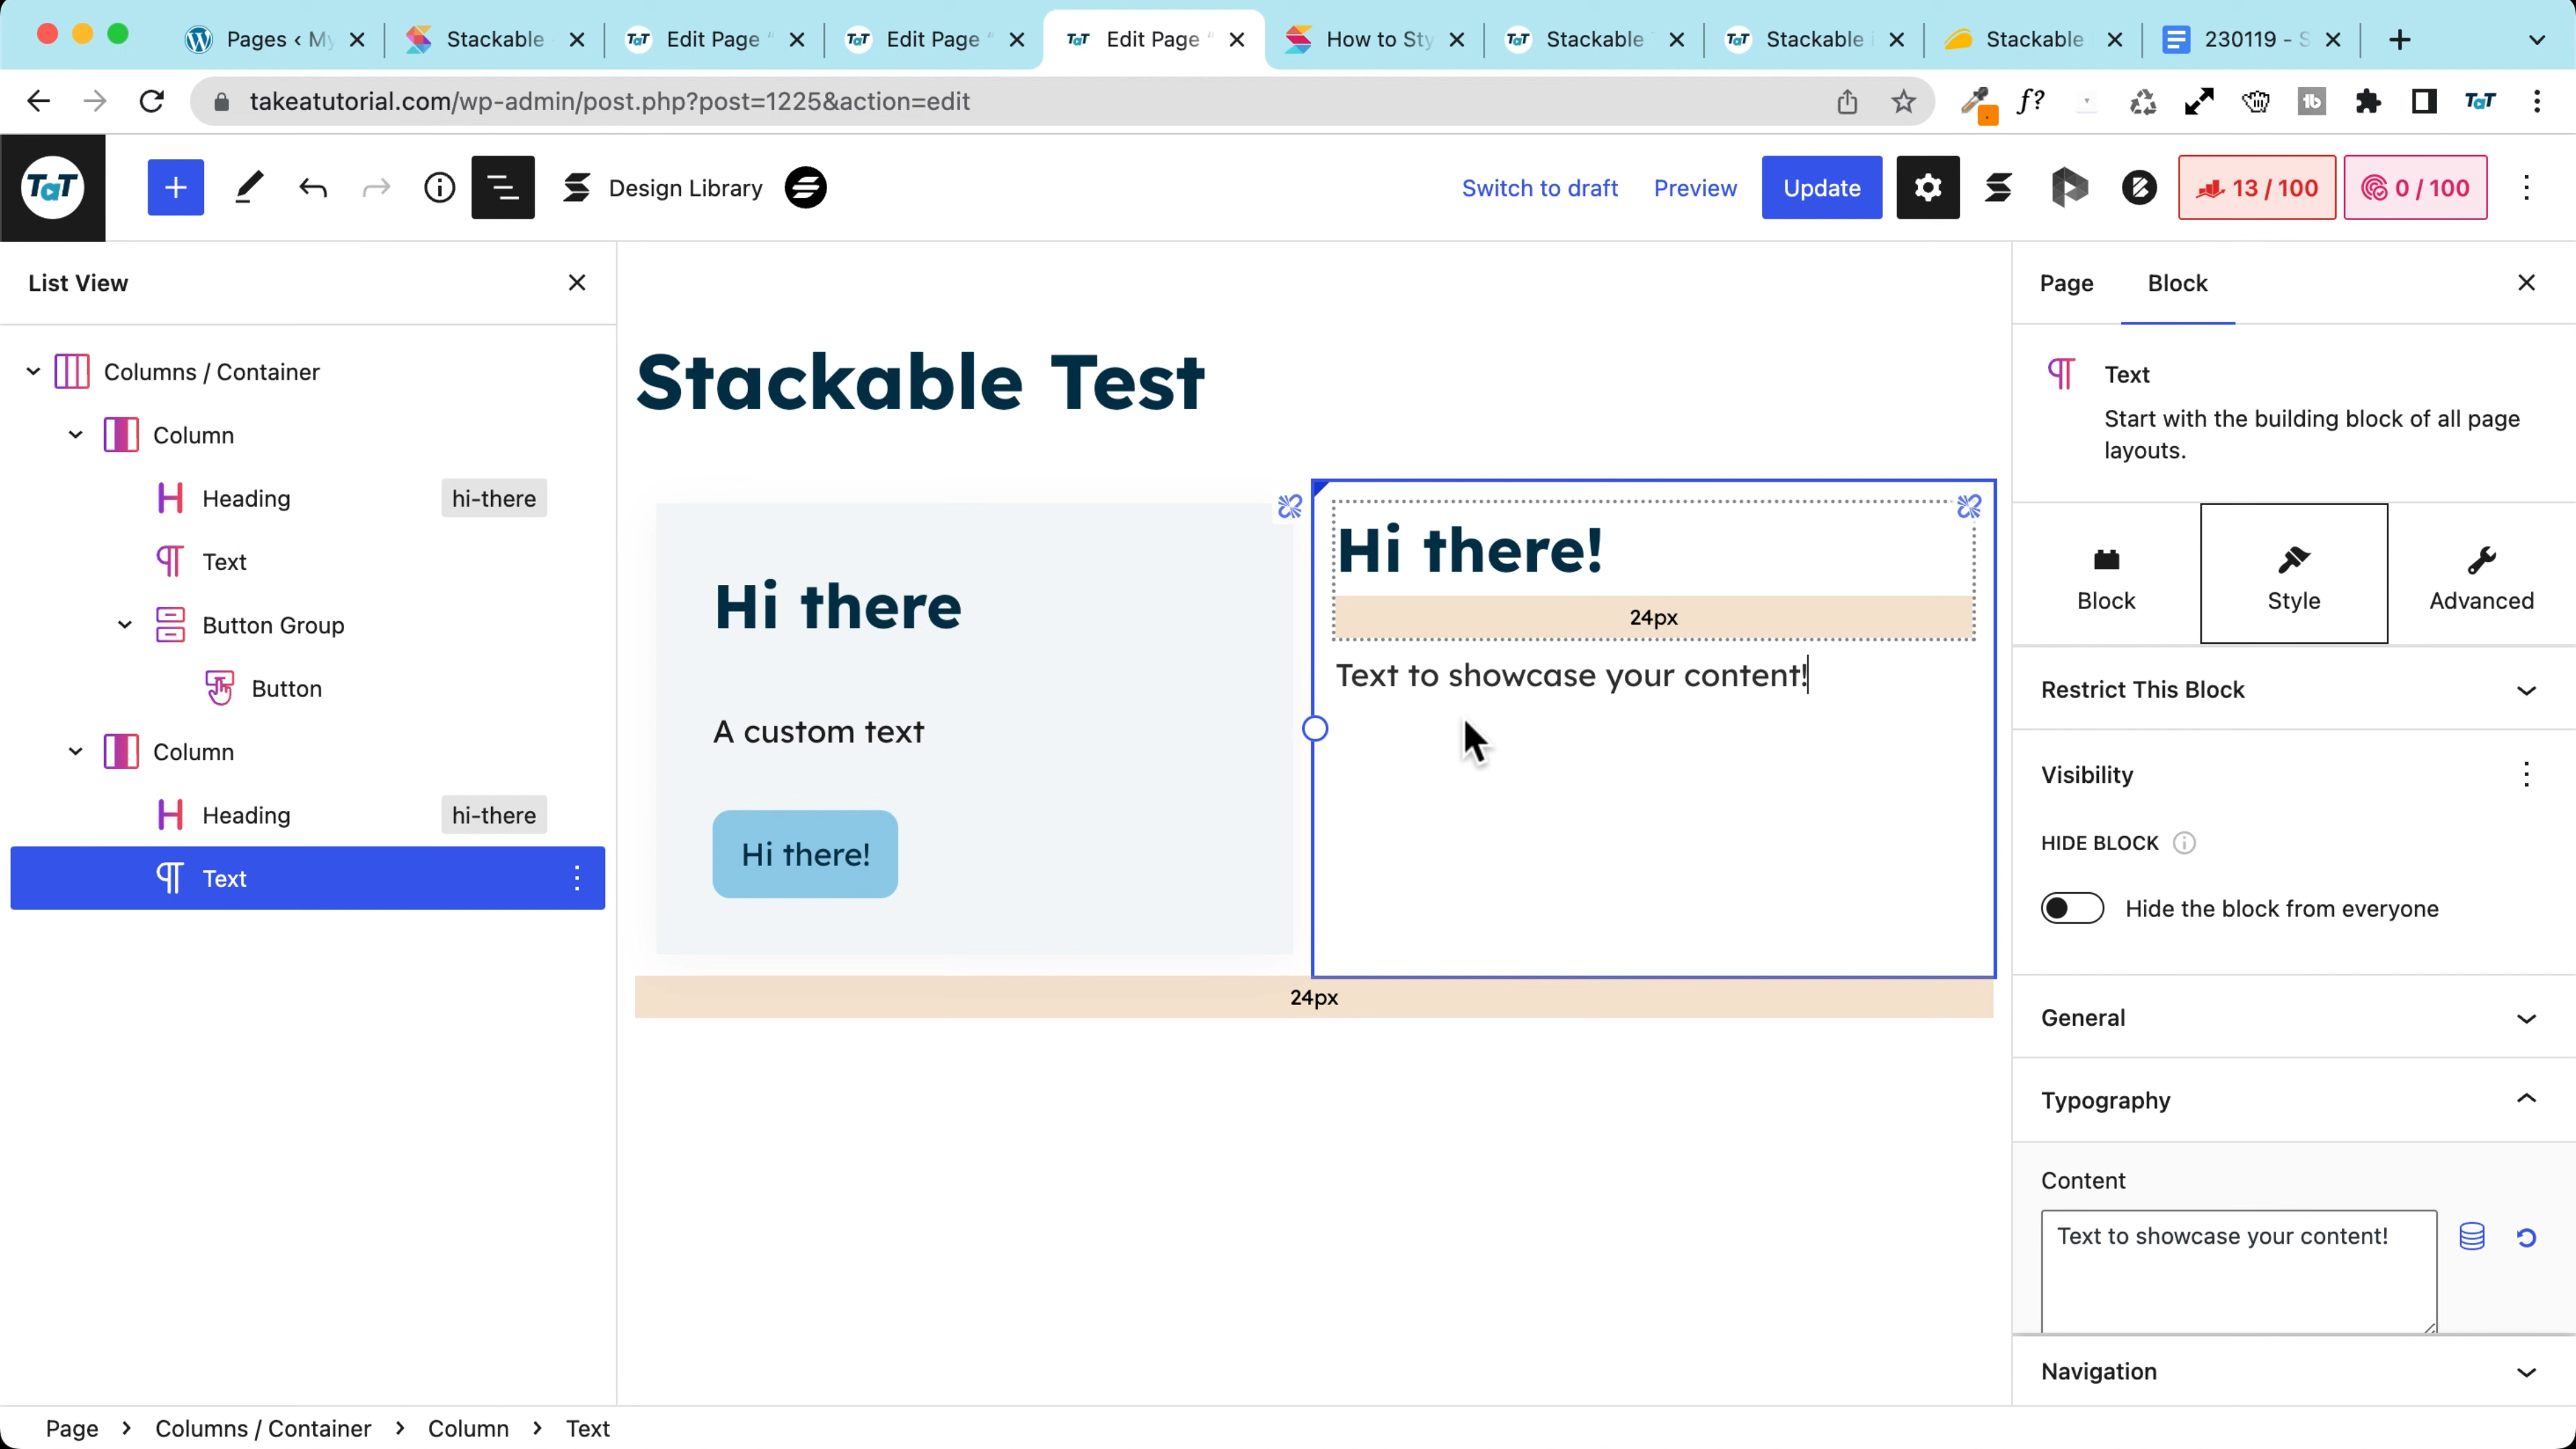 Pages ‹ My
Stackable
Edit Page "
Edit Page "
Edit Page "
How to Sty
Stackable
Stackable
Stackable
230119 - S
takeatutorial.com/wp-admin/post.php?post=1225&action=edit
f?
TaT
TaT
Design Library
Switch to draft
Preview
Update
13 / 100
0 / 100
List View
Columns / Container
Column
Heading
hi-there
Text
Button Group
Button
Column
Heading
hi-there
Text
Stackable Test
Hi there
A custom text
Hi there!
Hi there!
24px
Text to showcase your content!
24px
Page
Block
Text
Start with the building block of all page
layouts.
Block
Style
Advanced
Restrict This Block
Visibility
HIDE BLOCK
Hide the block from everyone
General
Typography
Content
Text to showcase your content!
Navigation
Page › Columns / Container › Column › Text